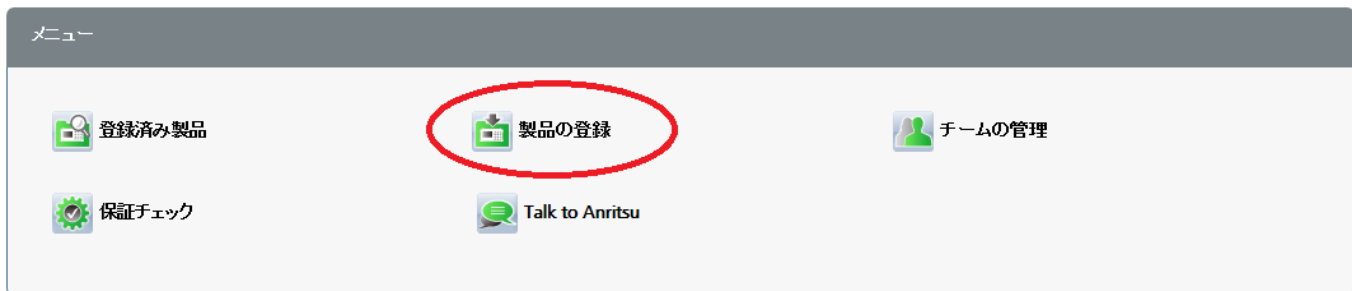 メニュー
登録済み製品
製品の登録
チームの管理
保証チェック
Talk to Anritsu